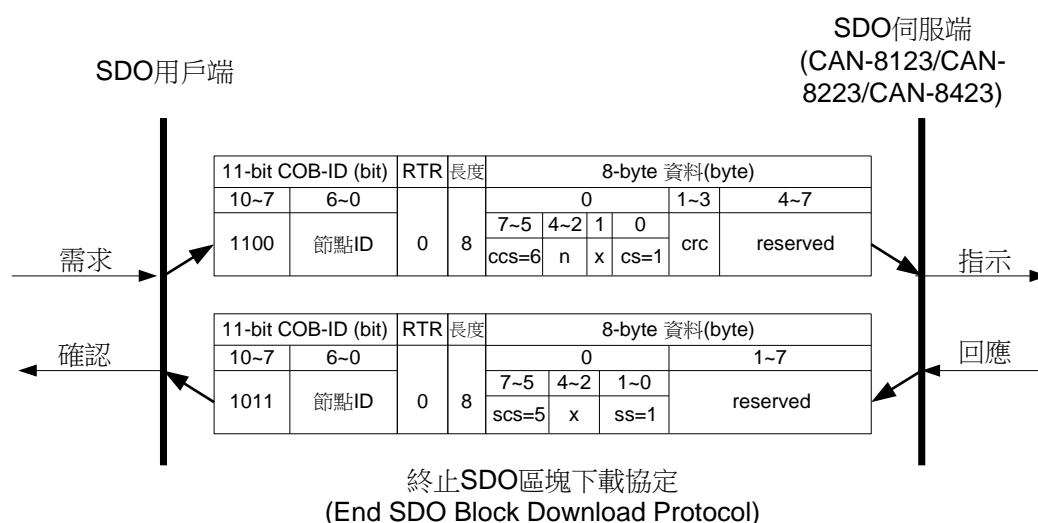 SDO伺服端
(CAN-8123/CAN-
8223/CAN-8423)
SDO用戶端
11-bit COB-ID (bit) RTR 長度 8-byte 資料(byte)
10~7 6~0 0 1~3 4~7
7~5 4~2 1 0
1100 節點ID 0 8 ccs=6 n x cs=1 crc reserved
需求
指示
11-bit COB-ID (bit) RTR 長度 8-byte 資料(byte)
10~7 6~0 0 1~7
7~5 4~2 1~0
1011 節點ID 0 8 scs=5 x ss=1 reserved
確認
回應
終止SDO區塊下載協定
(End SDO Block Download Protocol)